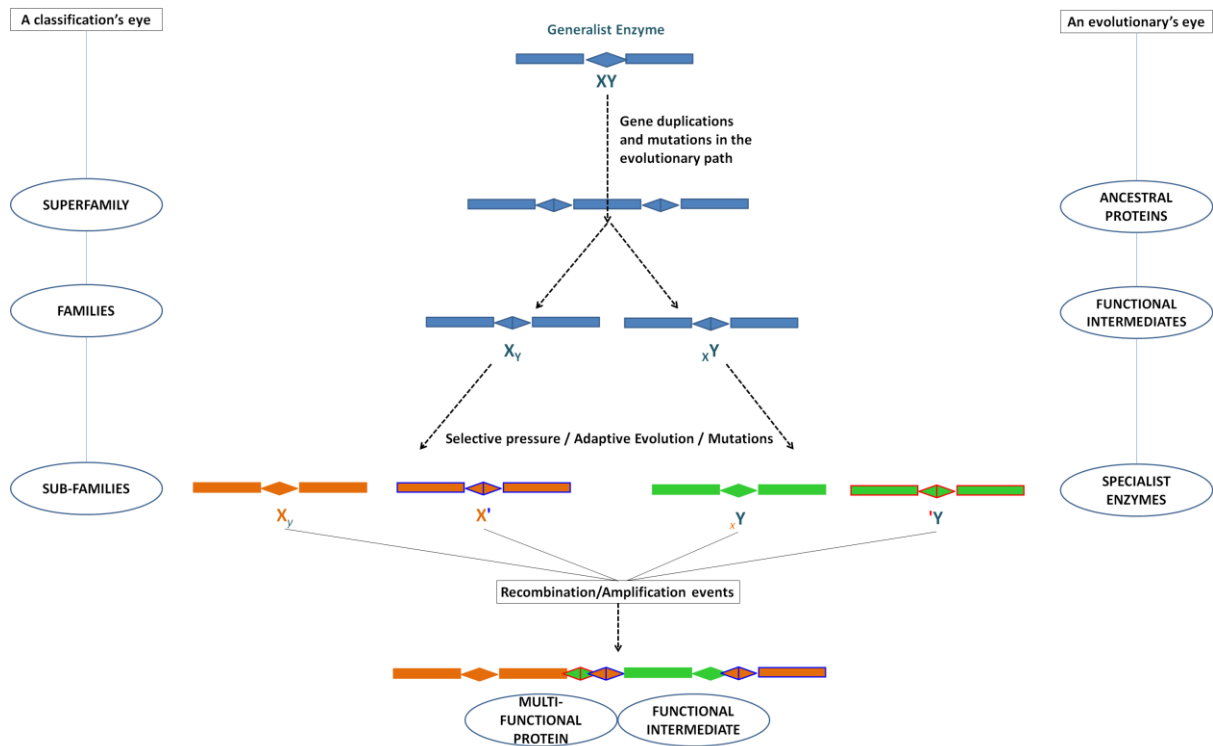 A classification's eye
An evolutionary's eye
Generalist Enzyme
XY
Gene duplications
and mutations in the
evolutionary path
SUPERFAMILY
ANCESTRAL
PROTEINS
FAMILIES
FUNCTIONAL
INTERMEDIATES
XY
XY
Selective pressure / Adaptive Evolution / Mutations
SUB-FAMILIES
SPECIALIST
ENZYMES
Xy
X'
xY
'Y
Recombination/Amplification events
MULTI-
FUNCTIONAL
PROTEIN
FUNCTIONAL
INTERMEDIATE